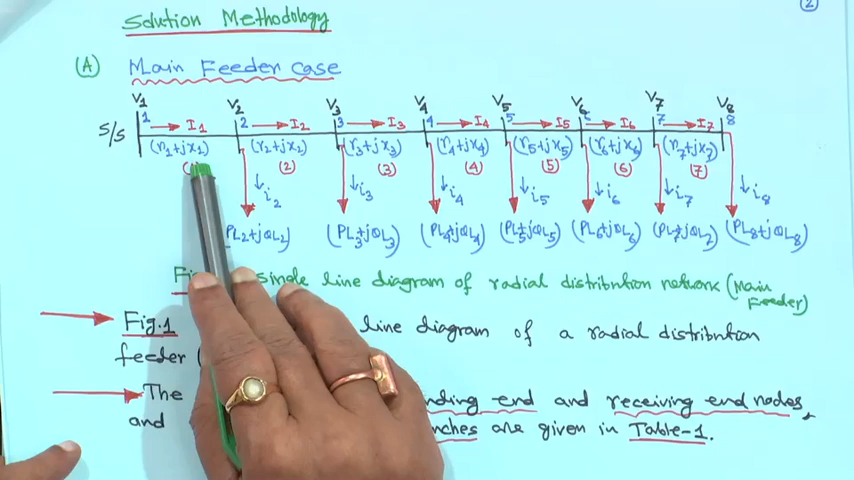 2
Solution Methodology
(A) Main Feeder Case
V1 V2 V3 V4 V5 V6 V7 V8
S/S 1 I1 2 I2 3 I3 4 I4 5 I5 6 I6 7 I7 8
(r1+jx1) (r2+jx2) (r3+jx3) (r4+jx4) (r5+jx5) (r6+jx6) (r7+jx7)
(2) (3) (4) (5) (6) (7)
i2 i3 i4 i5 i6 i7 i8
PL2+jQL2) (PL3+jQL3) (PL4+jQL4) (PL5+jQL5) (PL6+jQL6) (PL7+jQL7) (PL8+jQL8)
single line diagram of radial distribution network (Main Feeder)
Fig.1 line diagram of a radial distribution
feeder (
The nding end and receiving end nodes,
and nches are given in Table-1.